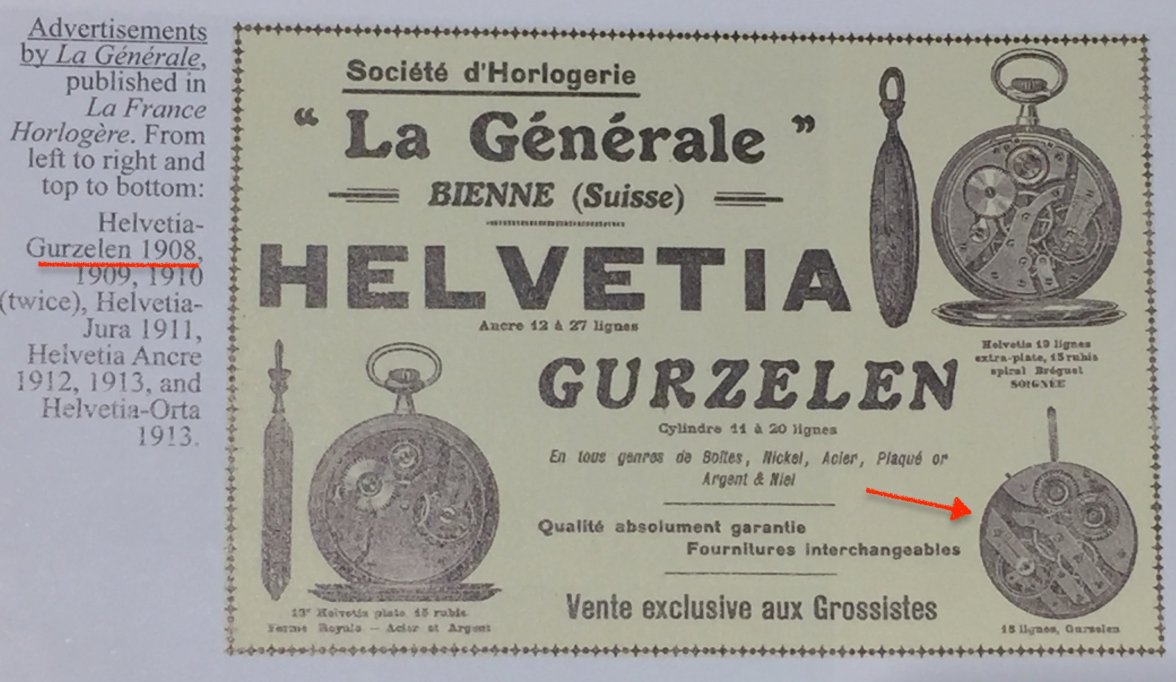 Advertisements
by La Générale,
published in
La France
Horlogère. From
left to right and
top to bottom:
Helvetia-
Gurzelen 1908,
1909, 1910
(twice), Helvetia-
Jura 1911,
Helvetia Ancre
1912, 1913, and
Helvetia-Orta
1913.
Société d'Horlogerie
“ La Générale ”
BIENNE (Suisse)
HELVETIA
Ancre 12 à 27 lignes
Helvetia 19 lignes
extra-plate, 15 rubis
spiral Bréguet
SOIGNÉE
GURZELEN
Cylindre 11 à 20 lignes
En tous genres de Boîtes, Nickel, Acier, Plaqué or
Argent & Niel
Qualité absolument garantie
Fournitures interchangeables
Vente exclusive aux Grossistes
Helvetia plate 15 rubis
Forme Royale — Acier et Argent
15 lignes, Gurzelen